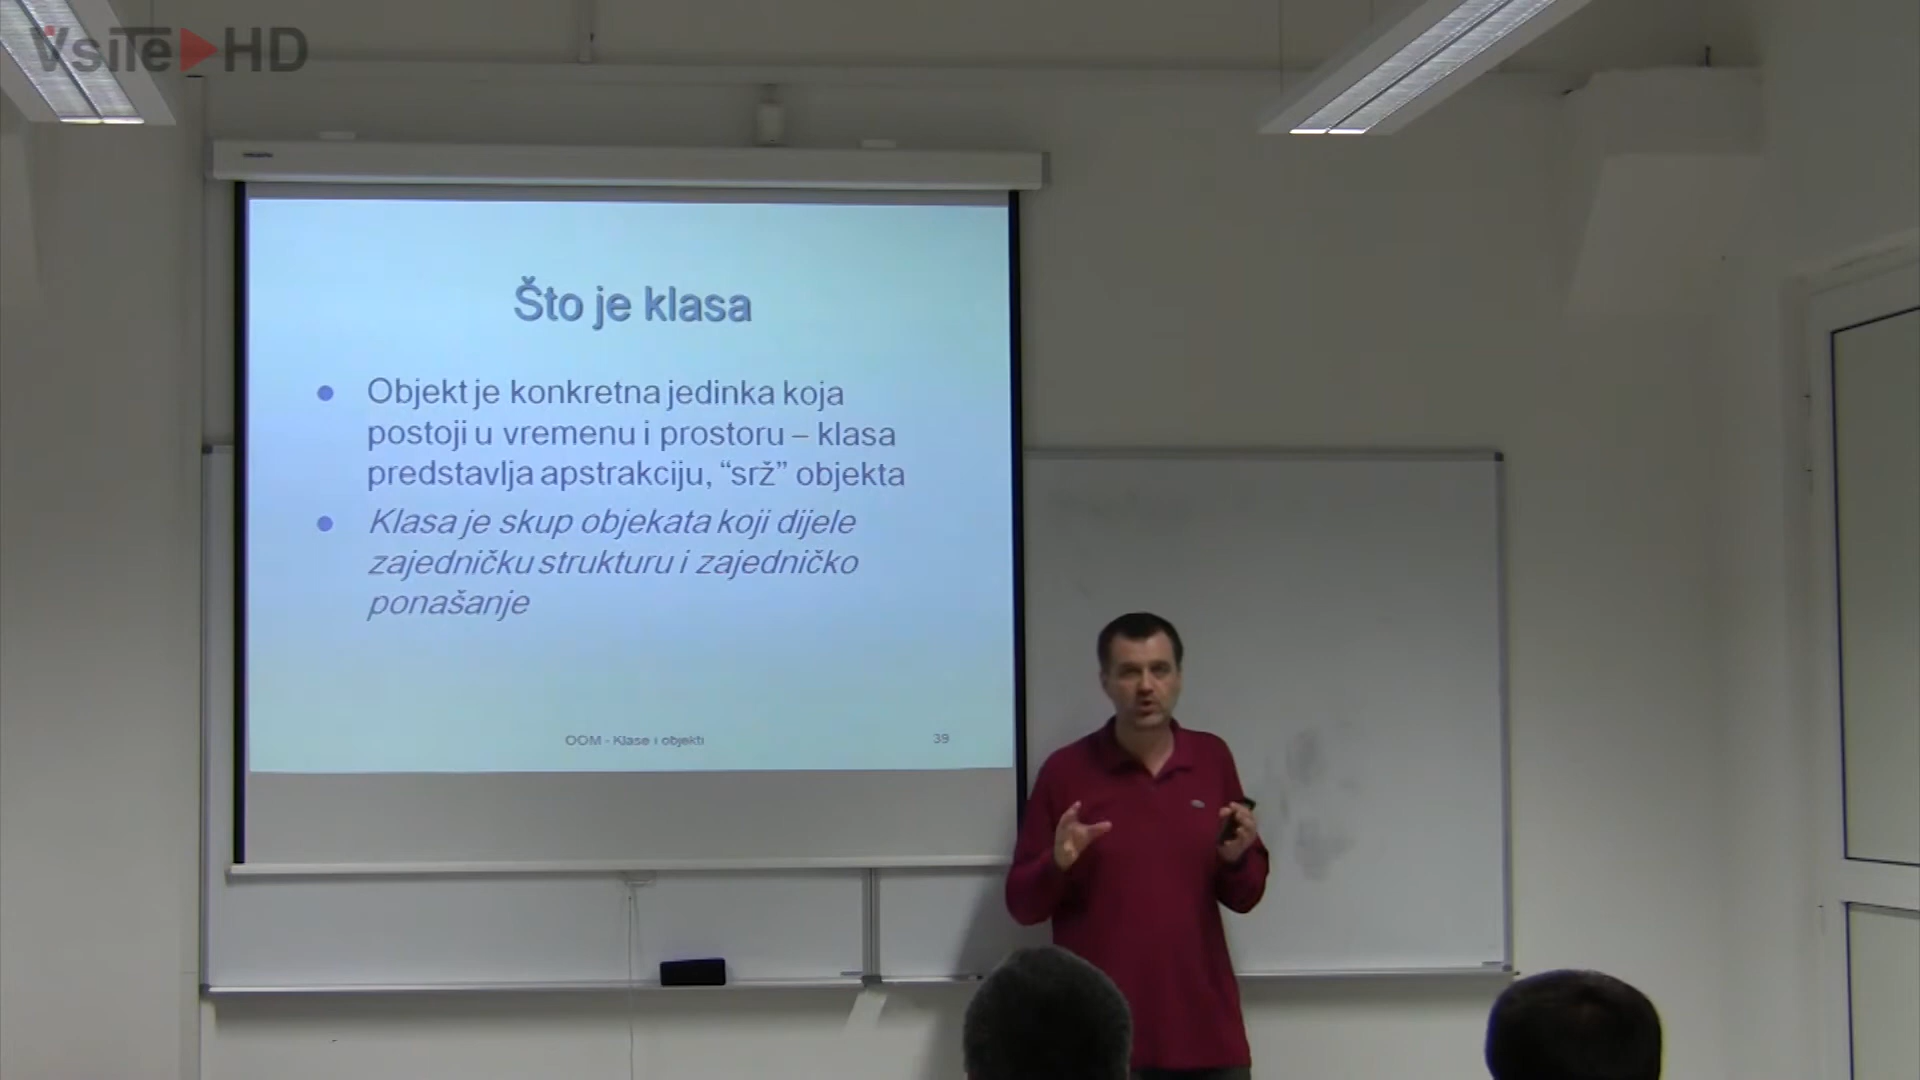 VsiTe HD
Što je klasa
Objekt je konkretna jedinka koja
postoji u vremenu i prostoru – klasa
predstavlja apstrakciju, “srž” objekta
Klasa je skup objekata koji dijele
zajedničku strukturu i zajedničko
ponašanje
OOM - Klase i objekti
39